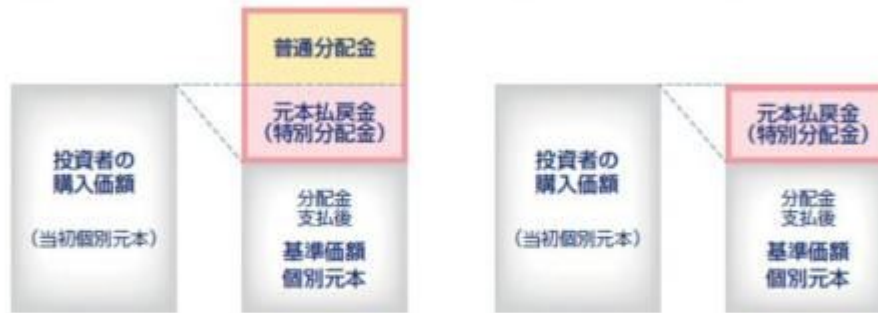 普通分配金
元本払戻金
(特別分配金)
投資者の
購入価額
(当初個別元本)
分配金
支払後
基準価額
個別元本
元本払戻金
(特別分配金)
投資者の
購入価額
(当初個別元本)
分配金
支払後
基準価額
個別元本